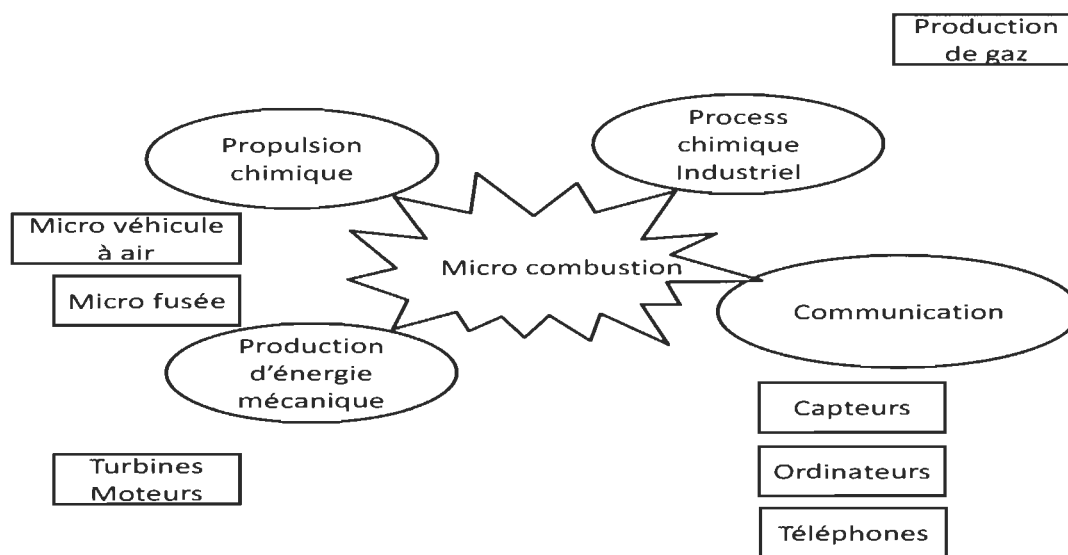 Production
de gaz
Propulsion
chimique
Process
chimique
Industriel
Micro véhicule
à air
Micro fusée
Micro combustion
Communication
Production
d'énergie
mécanique
Capteurs
Turbines
Moteurs
Ordinateurs
Téléphones